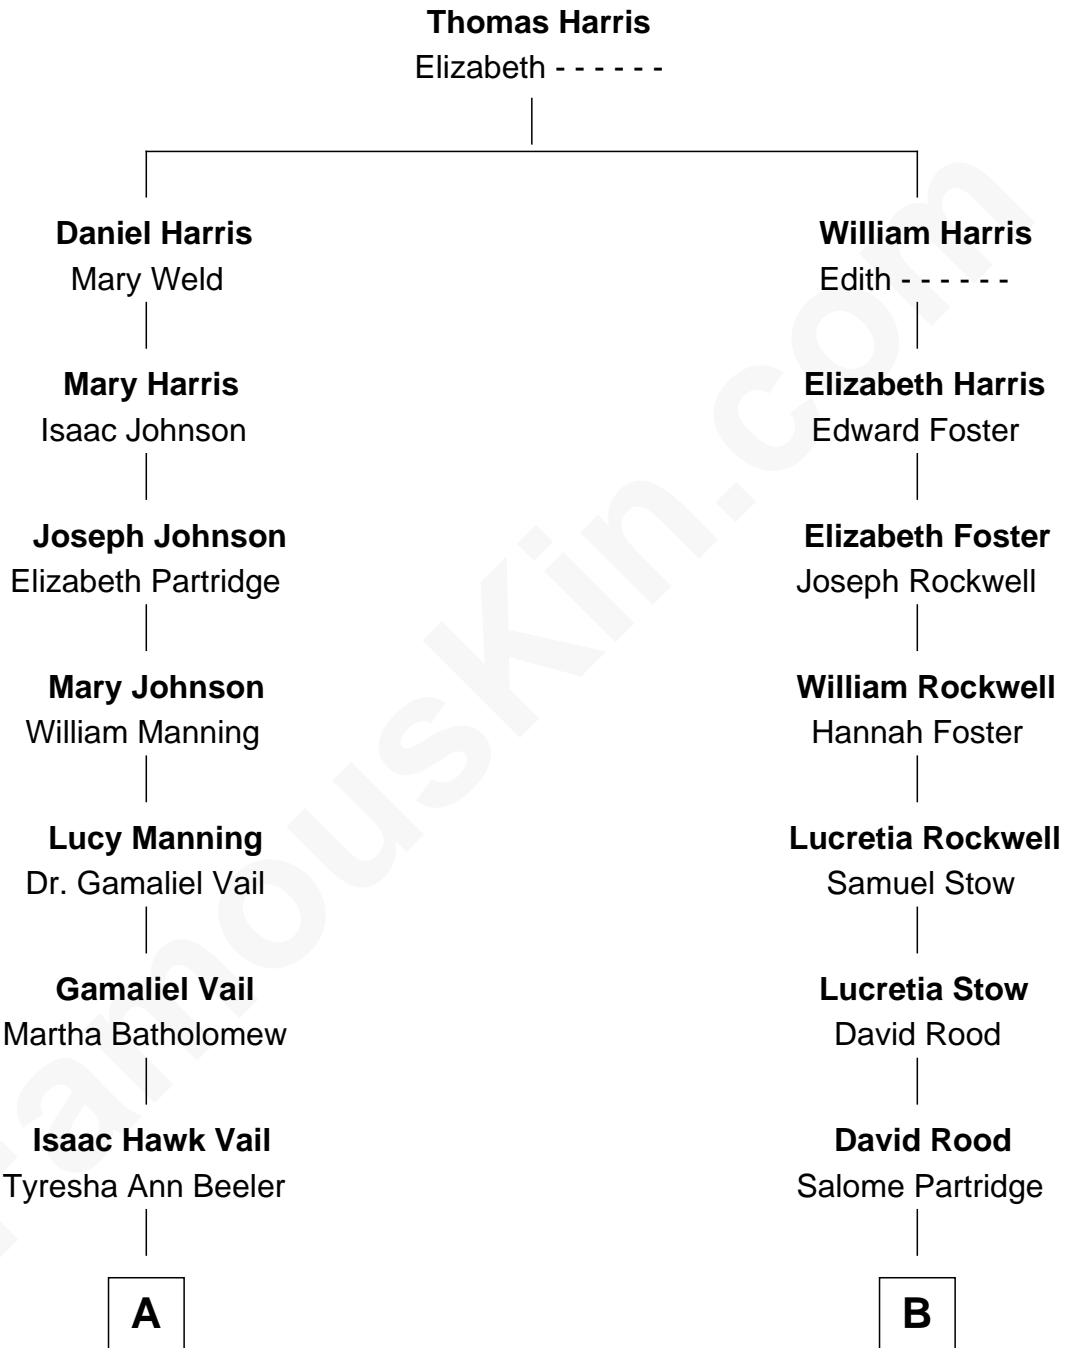 Thomas Harris
Elizabeth - - - - - -
Daniel Harris
Mary Weld
William Harris
Edith - - - - - -
Mary Harris
Isaac Johnson
Elizabeth Harris
Edward Foster
Joseph Johnson
Elizabeth Partridge
Elizabeth Foster
Joseph Rockwell
Mary Johnson
William Manning
William Rockwell
Hannah Foster
Lucy Manning
Dr. Gamaliel Vail
Lucretia Rockwell
Samuel Stow
Gamaliel Vail
Martha Batholomew
Lucretia Stow
David Rood
Isaac Hawk Vail
Tyresha Ann Beeler
David Rood
Salome Partridge
A
B
FamousKin.com